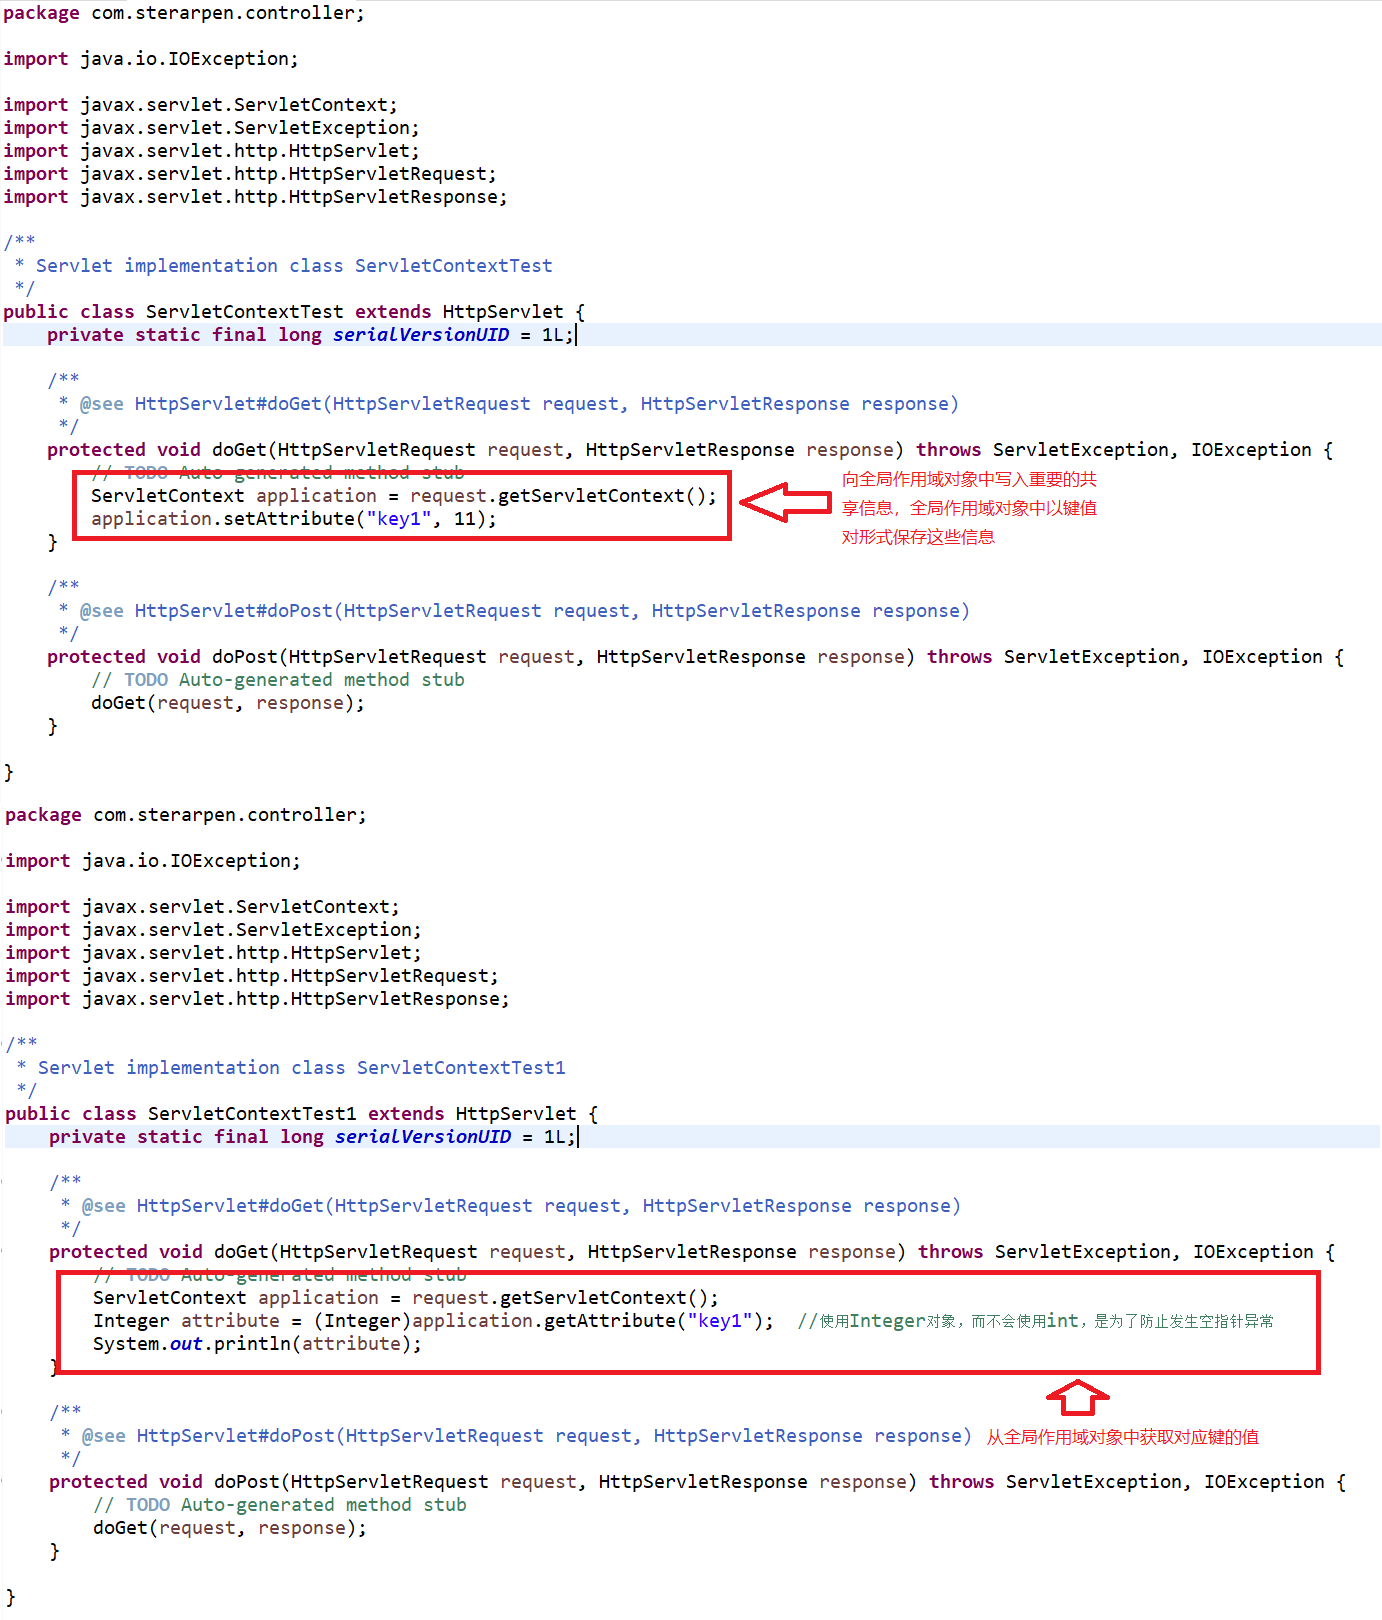 package com.sterarpen.controller;
import java.io.IOException;
import javax.servlet.ServletContext;
import javax.servlet.ServletException;
import javax.servlet.http.HttpServlet;
import javax.servlet.http.HttpServletRequest;
import javax.servlet.http.HttpServletResponse;
/**
 * Servlet implementation class ServletContextTest
 */
public class ServletContextTest extends HttpServlet {
    private static final long serialVersionUID = 1L;
    /**
     * @see HttpServlet#doGet(HttpServletRequest request, HttpServletResponse response)
     */
    protected void doGet(HttpServletRequest request, HttpServletResponse response) throws ServletException, IOException {
        // TODO Auto-generated method stub
        ServletContext application = request.getServletContext();
        application.setAttribute("key1", 11);
    }
向全局作用域对象中写入重要的共
享信息，全局作用域对象中以键值
对形式保存这些信息
    /**
     * @see HttpServlet#doPost(HttpServletRequest request, HttpServletResponse response)
     */
    protected void doPost(HttpServletRequest request, HttpServletResponse response) throws ServletException, IOException {
        // TODO Auto-generated method stub
        doGet(request, response);
    }
}
package com.sterarpen.controller;
import java.io.IOException;
import javax.servlet.ServletContext;
import javax.servlet.ServletException;
import javax.servlet.http.HttpServlet;
import javax.servlet.http.HttpServletRequest;
import javax.servlet.http.HttpServletResponse;
/**
 * Servlet implementation class ServletContextTest1
 */
public class ServletContextTest1 extends HttpServlet {
    private static final long serialVersionUID = 1L;
    /**
     * @see HttpServlet#doGet(HttpServletRequest request, HttpServletResponse response)
     */
    protected void doGet(HttpServletRequest request, HttpServletResponse response) throws ServletException, IOException {
        // TODO Auto-generated method stub
        ServletContext application = request.getServletContext();
        Integer attribute = (Integer)application.getAttribute("key1");  //使用Integer对象，而不会使用int，是为了防止发生空指针异常
        System.out.println(attribute);
    }
    /**
     * @see HttpServlet#doPost(HttpServletRequest request, HttpServletResponse response)
从全局作用域对象中获取对应键的值
     */
    protected void doPost(HttpServletRequest request, HttpServletResponse response) throws ServletException, IOException {
        // TODO Auto-generated method stub
        doGet(request, response);
    }
}